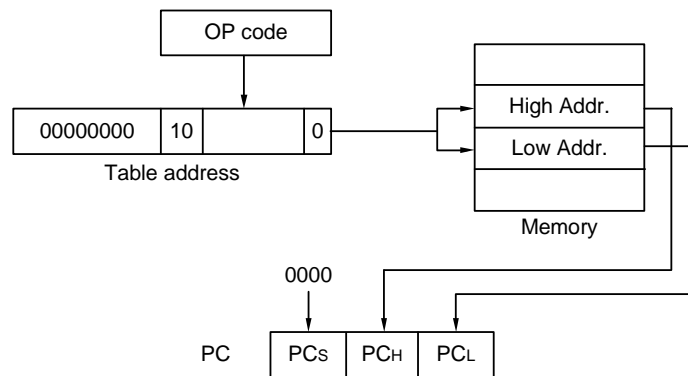 OP code
00000000 10 0
Table address
High Addr.
Low Addr.
Memory
0000
PC PCS PCH PCL